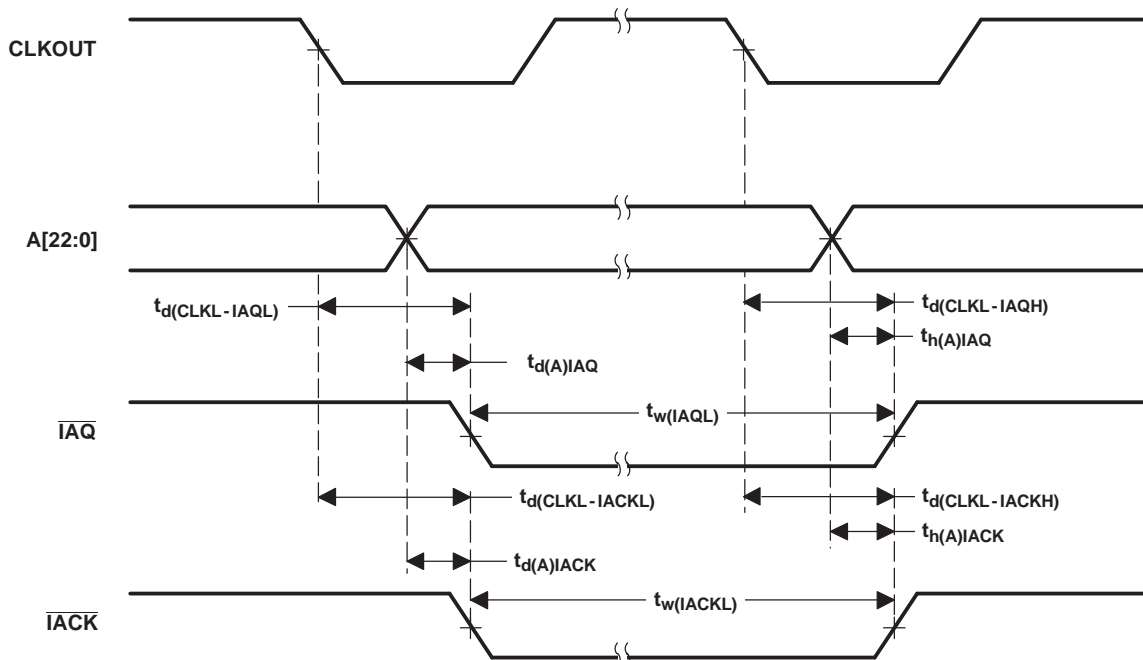 CLKOUT
A[22:0]
td(CLKL - IAQL)
td(CLKL - IAQH)
th(A)IAQ
td(A)IAQ
IAQ
tw(IAQL)
td(CLKL - IACKL)
td(CLKL - IACKH)
th(A)IACK
td(A)IACK
IACK
tw(IACKL)